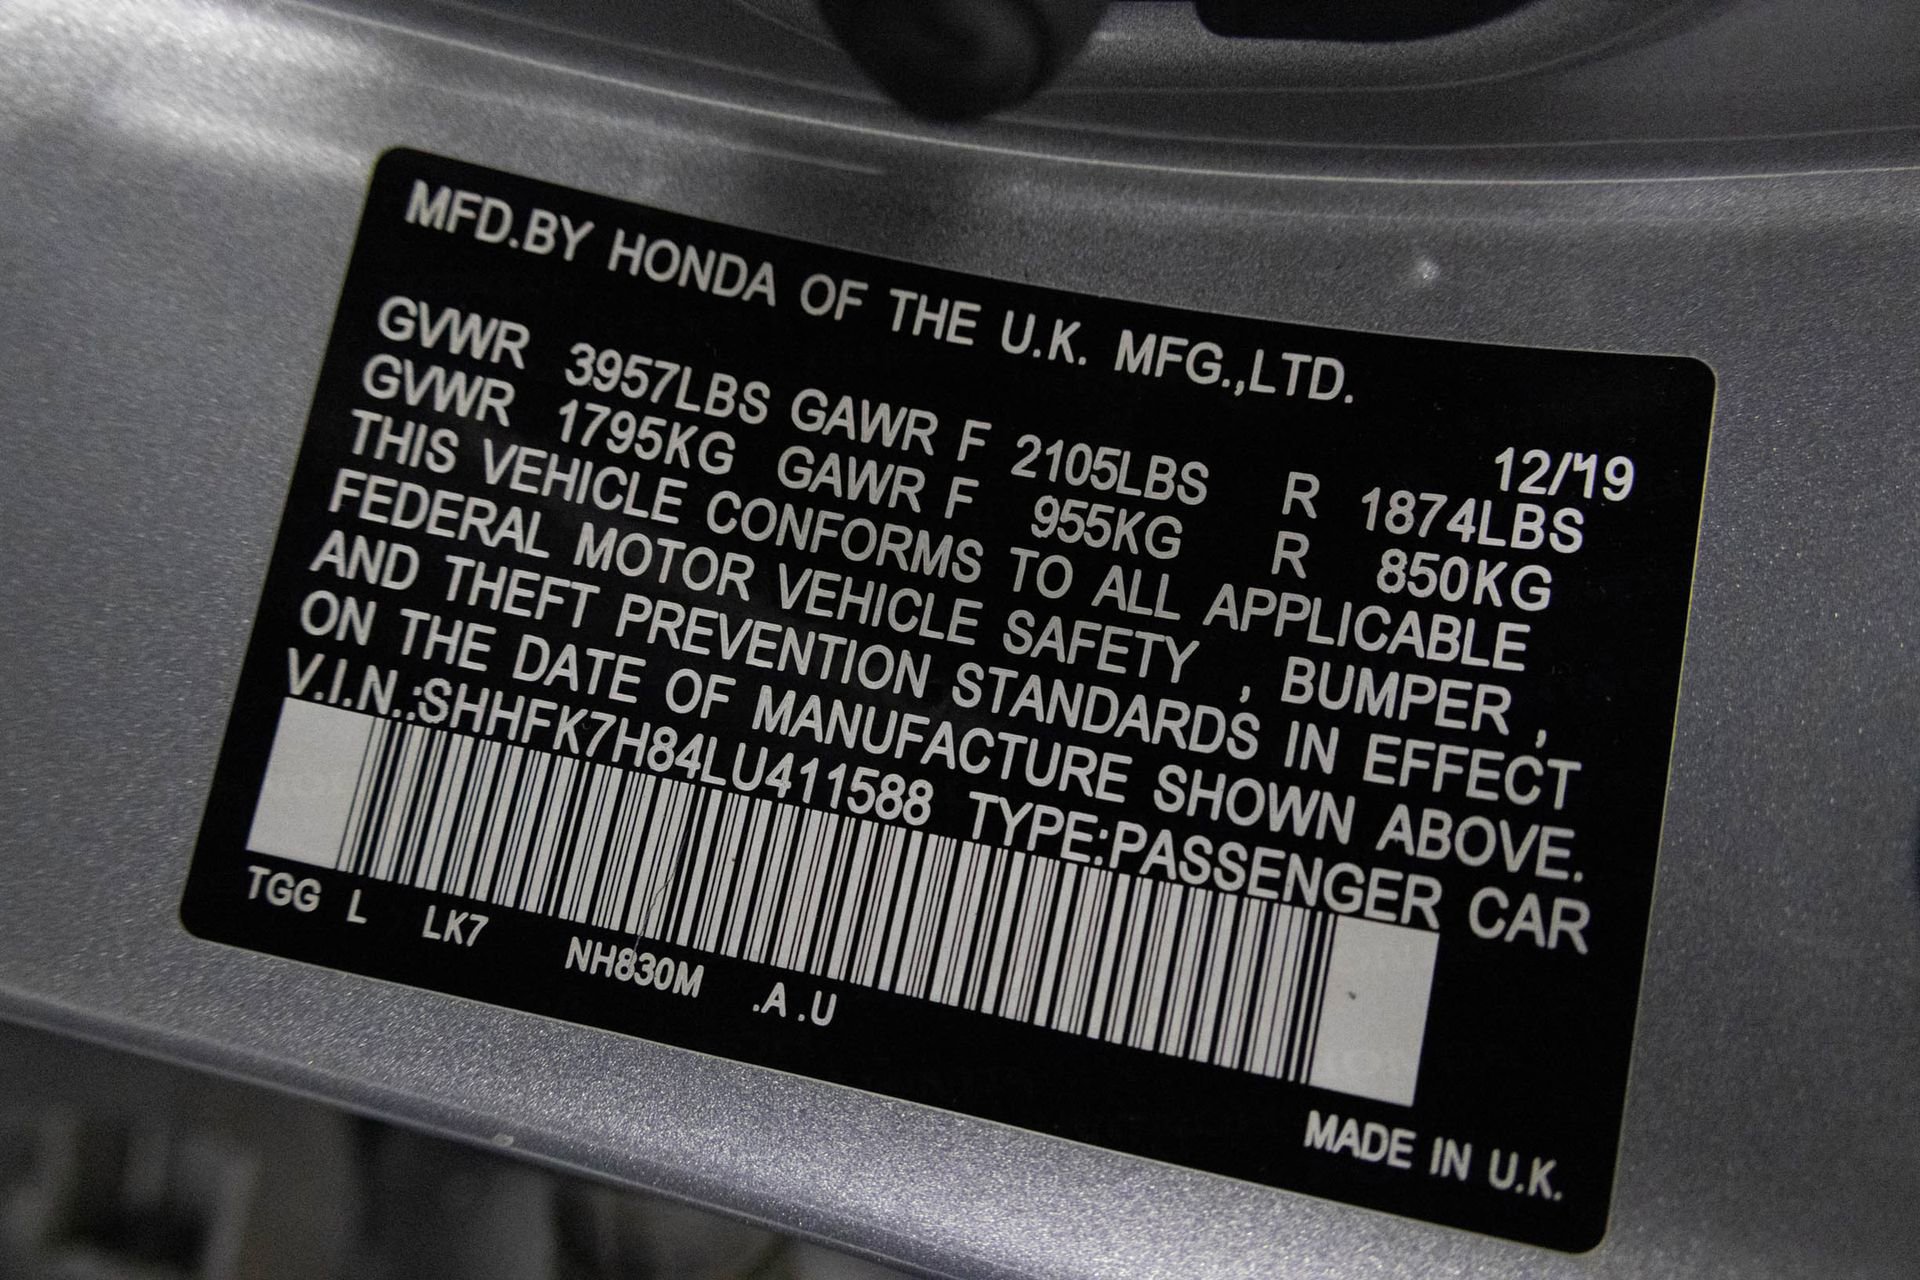 MFD.BY HONDA OF THE U.K. MFG.,LTD.
12/'19
GVWR 3957LBS GAWR F 2105LBS R 1874LBS
GVWR 1795KG GAWR F 955KG R 850KG
THIS VEHICLE CONFORMS TO ALL APPLICABLE
FEDERAL MOTOR VEHICLE SAFETY , BUMPER ,
AND THEFT PREVENTION STANDARDS IN EFFECT
ON THE DATE OF MANUFACTURE SHOWN ABOVE.
V.I.N.:SHHFK7H84LU411588 TYPE:PASSENGER CAR
TGG L LK7 NH830M .A .U
MADE IN U.K.